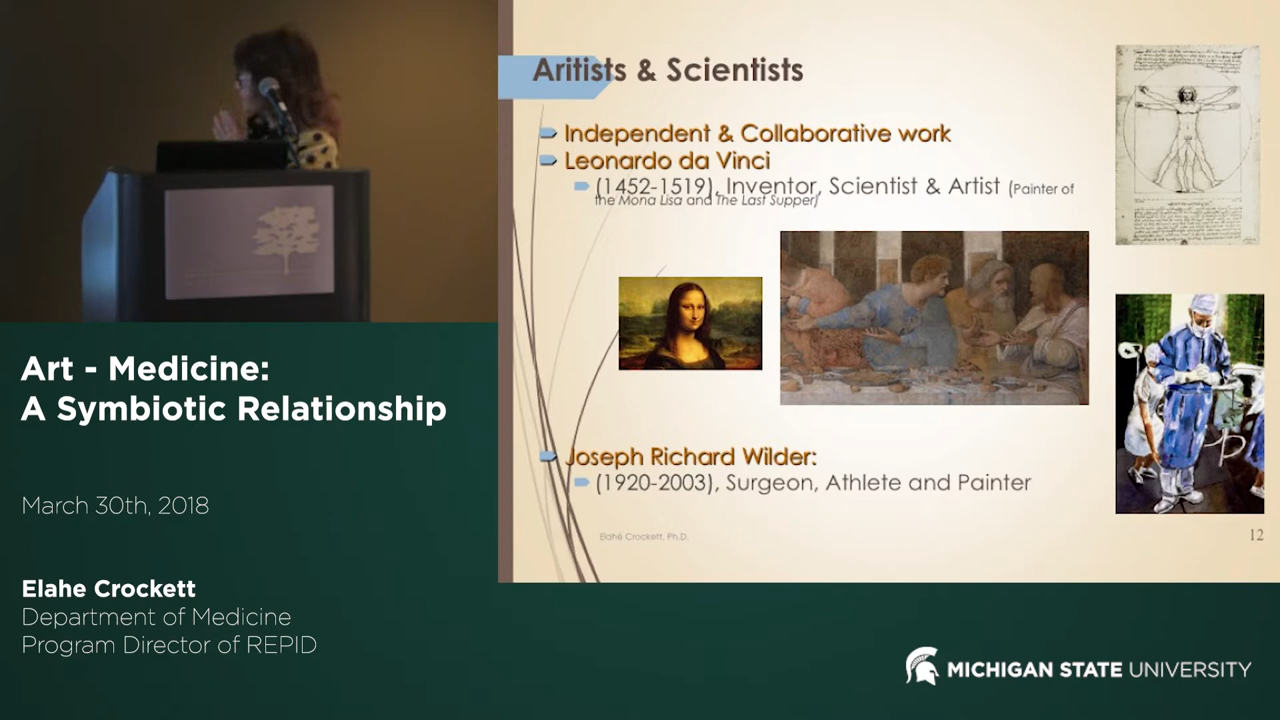 Art - Medicine:
A Symbiotic Relationship
March 30th, 2018
Elahe Crockett
Department of Medicine
Program Director of REPID
Aritists & Scientists
Independent & Collaborative work
Leonardo da Vinci
(1452-1519), Inventor, Scientist & Artist (Painter of
the Mona Lisa and The Last Supper)
Joseph Richard Wilder:
(1920-2003), Surgeon, Athlete and Painter
Elahé Crockett, Ph.D.
12
MICHIGAN STATE UNIVERSITY